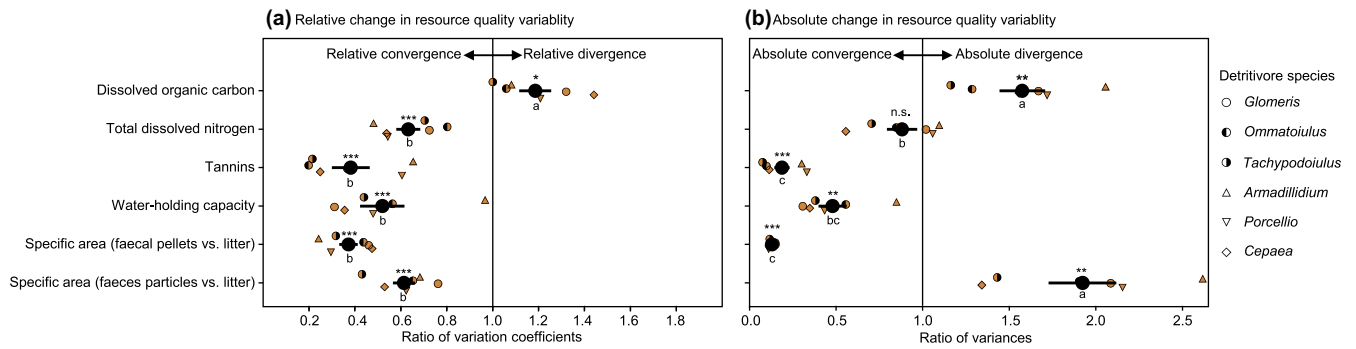 (a) Relative change in resource quality variablity
Relative convergence
Relative divergence
Dissolved organic carbon
Total dissolved nitrogen
Tannins
Water-holding capacity
Specific area (faecal pellets vs. litter)
Specific area (faeces particles vs. litter)
*
a
***
b
***
b
***
b
***
b
***
b
0.2 0.4 0.6 0.8 1.0 1.2 1.4 1.6 1.8
Ratio of variation coefficients
(b) Absolute change in resource quality variablity
Absolute convergence
Absolute divergence
**
a
n.s.
b
***
c
**
bc
***
c
**
a
0.0 0.5 1.0 1.5 2.0 2.5
Ratio of variances
Detritivore species
Glomeris
Ommatoiulus
Tachypodoiulus
Armadillidium
Porcellio
Cepaea